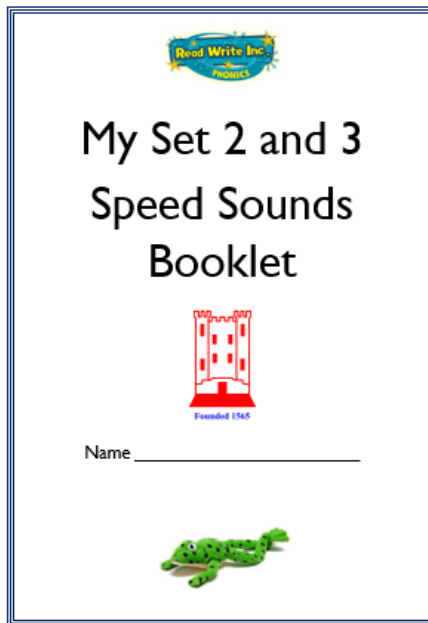 Read Write Inc.
PHONICS
My Set 2 and 3
Speed Sounds
Booklet
Founded 1565
Name